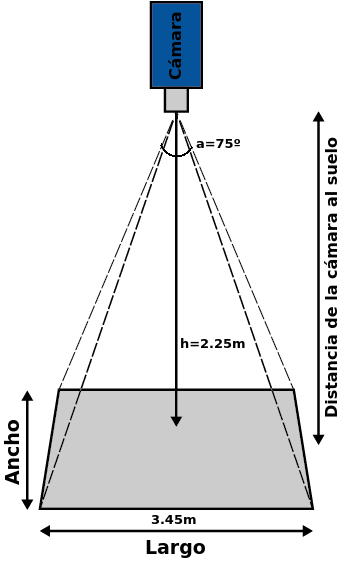 Cámara
a=75º
Distancia de la cámara al suelo
h=2.25m
Ancho
3.45m
Largo